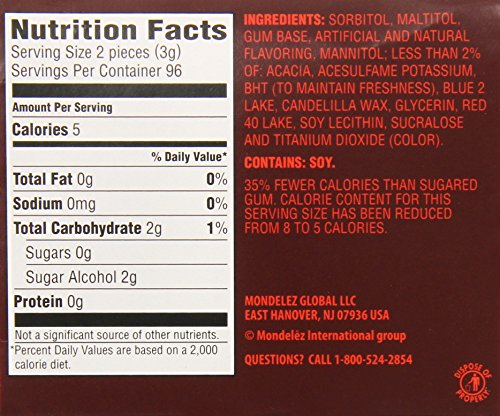 Nutrition Facts
Serving Size 2 pieces (3g)
Servings Per Container 96
Amount Per Serving
Calories 5
% Daily Value*
Total Fat 0g 0%
Sodium 0mg 0%
Total Carbohydrate 2g 1%
Sugars 0g
Sugar Alcohol 2g
Protein 0g
Not a significant source of other nutrients.
*Percent Daily Values are based on a 2,000
calorie diet.
INGREDIENTS: SORBITOL, MALTITOL,
GUM BASE, ARTIFICIAL AND NATURAL
FLAVORING, MANNITOL; LESS THAN 2%
OF: ACACIA, ACESULFAME POTASSIUM,
BHT (TO MAINTAIN FRESHNESS), BLUE 2
LAKE, CANDELILLA WAX, GLYCERIN, RED
40 LAKE, SOY LECITHIN, SUCRALOSE
AND TITANIUM DIOXIDE (COLOR).
CONTAINS: SOY.
35% FEWER CALORIES THAN SUGARED
GUM. CALORIE CONTENT FOR THIS
SERVING SIZE HAS BEEN REDUCED
FROM 8 TO 5 CALORIES.
MONDELEZ GLOBAL LLC
EAST HANOVER, NJ 07936 USA
© Mondelēz International group
QUESTIONS? CALL 1-800-524-2854
DISPOSE OF
PROPERLY